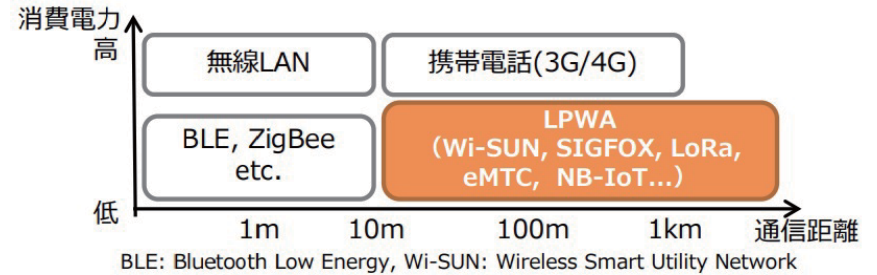 消費電力
高
無線LAN
携帯電話(3G/4G)
BLE, ZigBee
etc.
LPWA
(Wi-SUN, SIGFOX, LoRa,
eMTC, NB-IoT...)
低
1m 10m 100m 1km 通信距離
BLE: Bluetooth Low Energy, Wi-SUN: Wireless Smart Utility Network